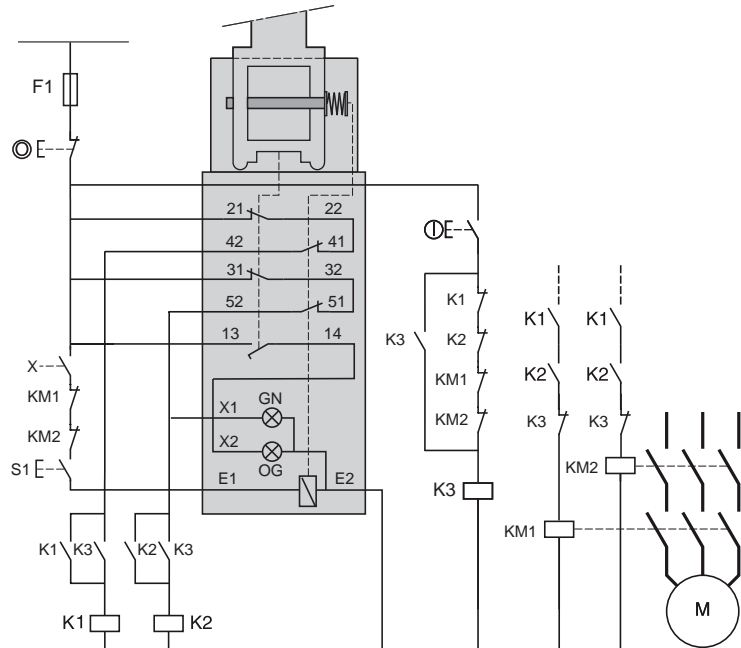 F1
21 22
42 41
31 32
52 51
13 14
K1
K3 K2
K1 K1
X
KM1
KM1
K2 K2
GN
X1
KM2
K3 K3
KM2
X2
OG
S1
E1 E2
KM2
K3
KM1
K1 K3 K2 K3
M
K1 K2